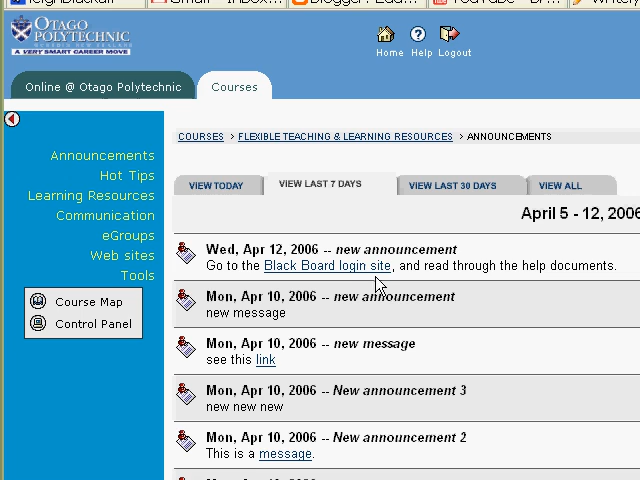 OTAGO
POLYTECHNIC
A VERY SMART CAREER MOVE
Home Help Logout
Online @ Otago Polytechnic Courses
COURSES > FLEXIBLE TEACHING & LEARNING RESOURCES > ANNOUNCEMENTS
Announcements
Hot Tips
Learning Resources
Communication
eGroups
Web sites
Tools
Course Map
Control Panel
VIEW TODAY VIEW LAST 7 DAYS VIEW LAST 30 DAYS VIEW ALL
April 5 - 12, 2006
Wed, Apr 12, 2006 -- new announcement
Go to the Black Board login site, and read through the help documents.
Mon, Apr 10, 2006 -- new announcement
new message
Mon, Apr 10, 2006 -- new message
see this link
Mon, Apr 10, 2006 -- New announcement 3
new new new
Mon, Apr 10, 2006 -- New announcement 2
This is a message.